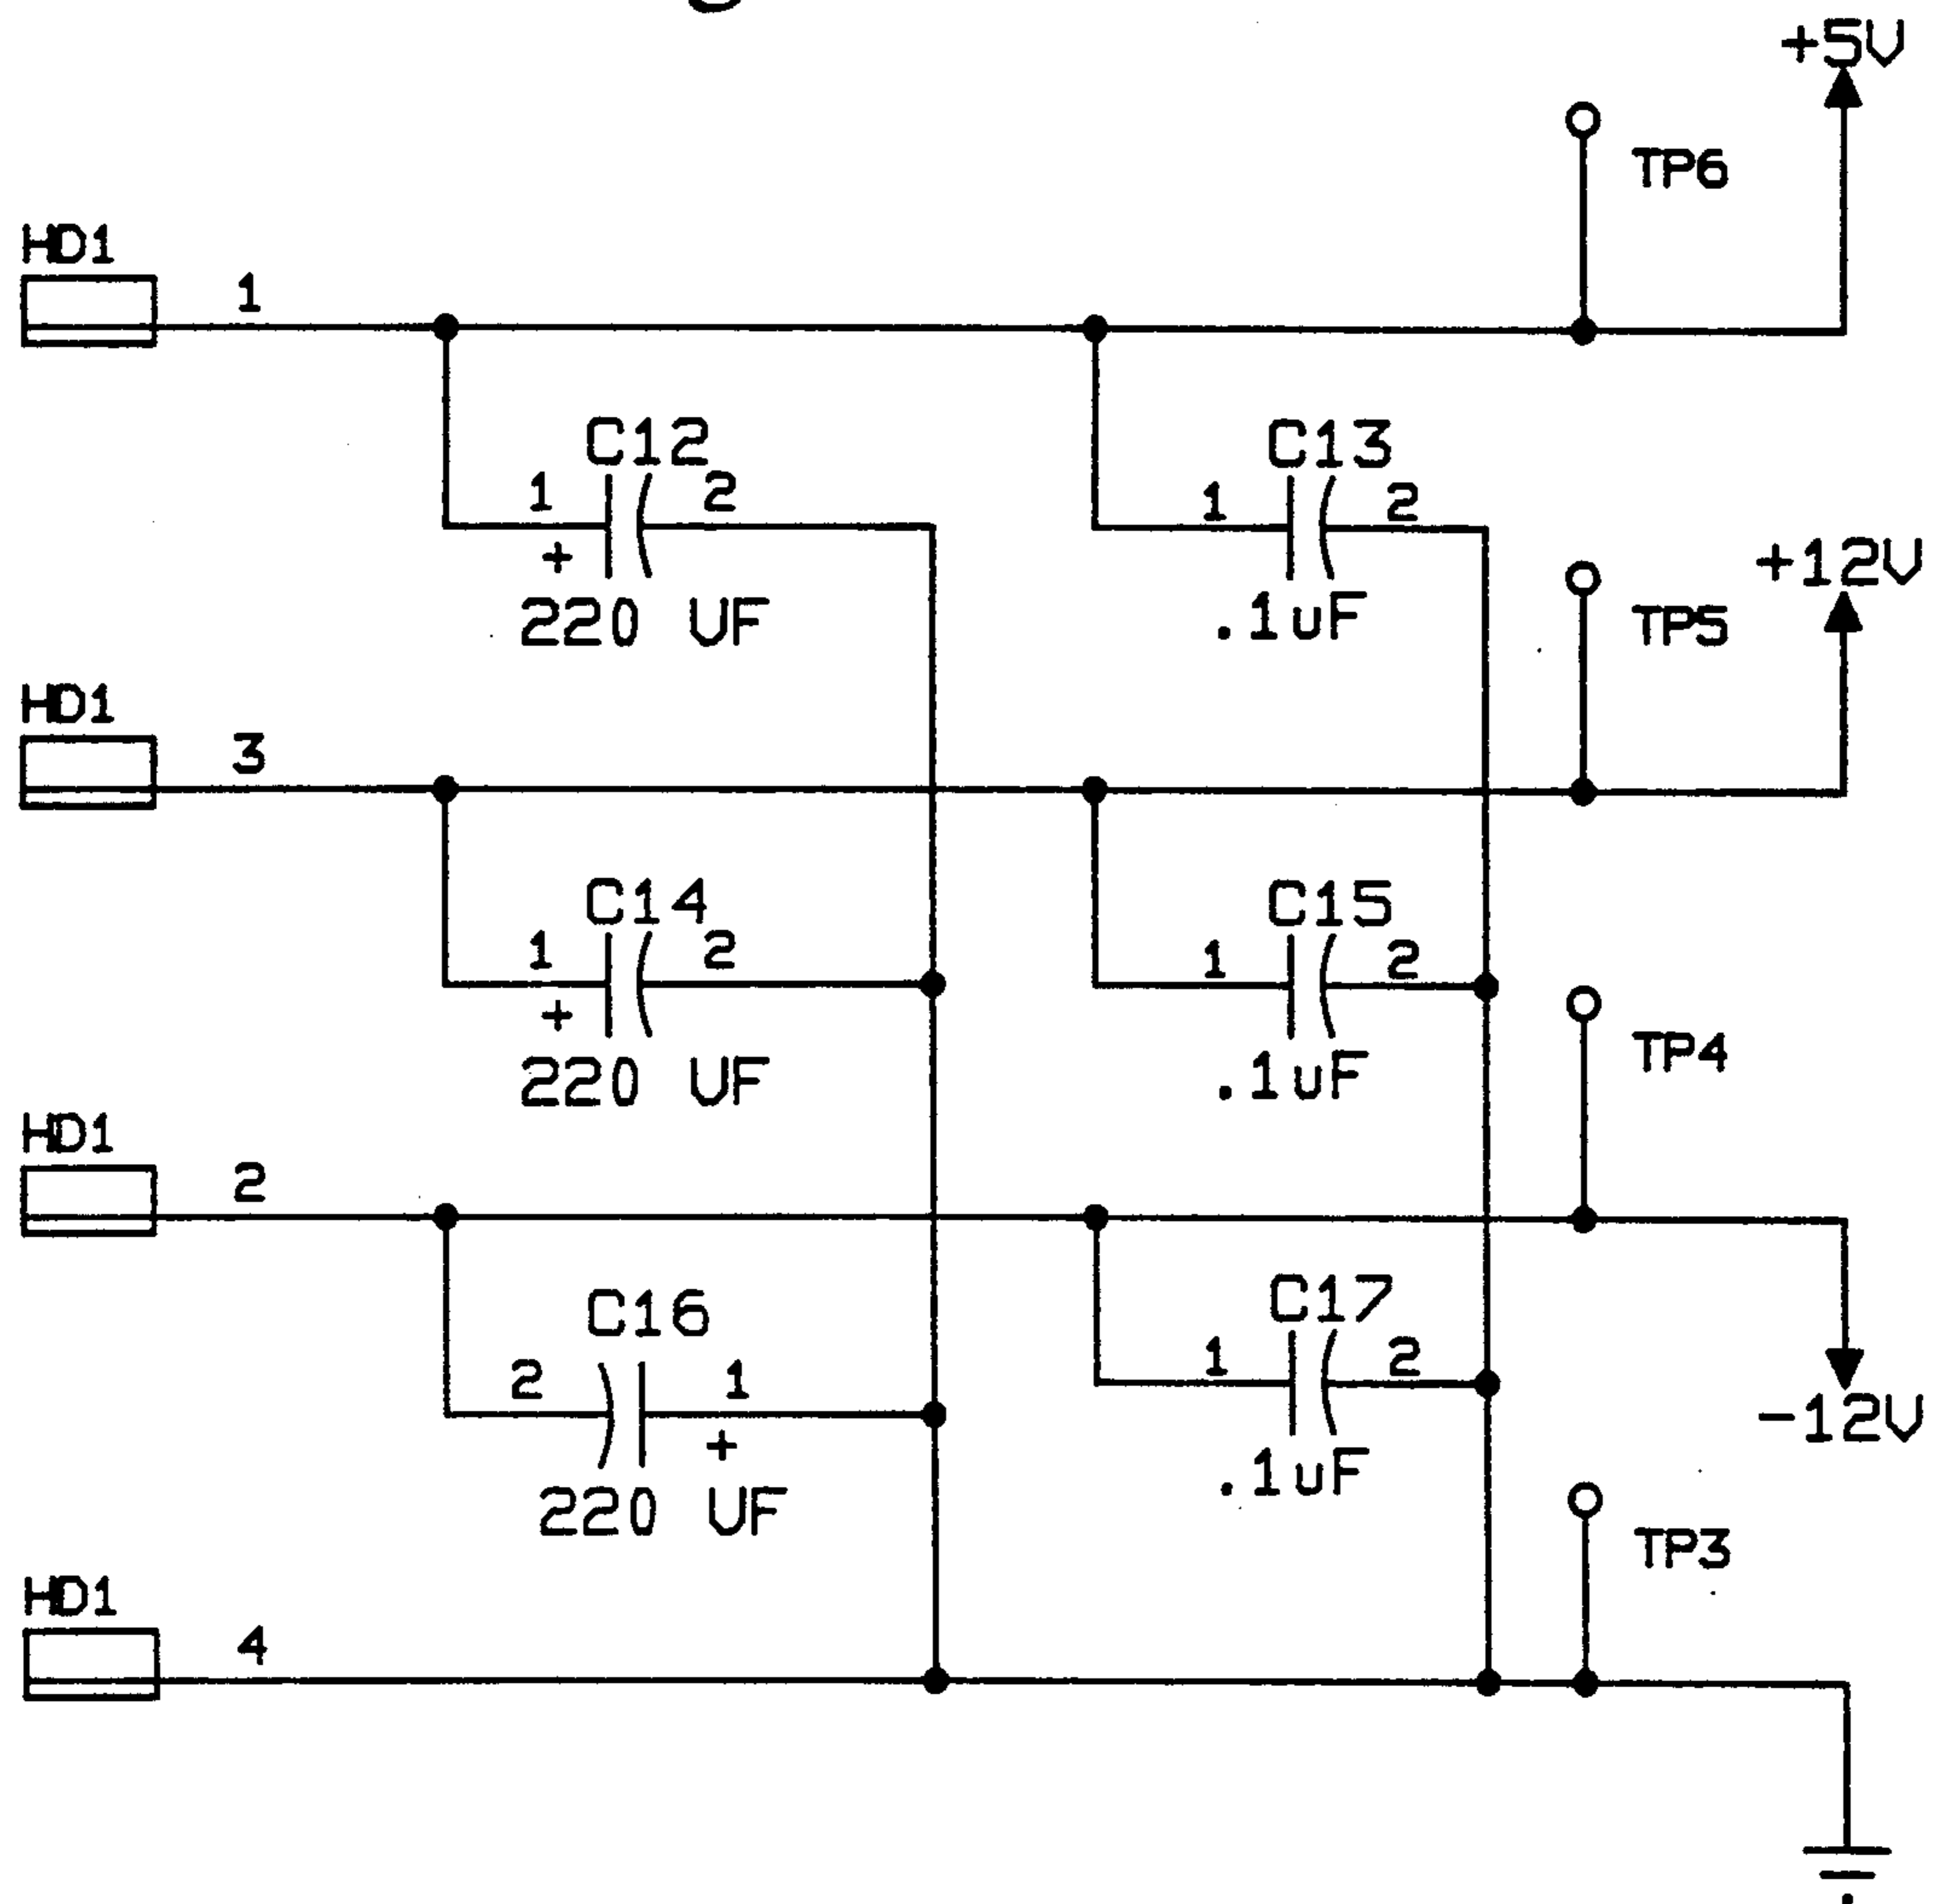 +5V
TP6
HD1
1
C12
1 2
+
220 UF
C13
1 2
.1uF
+12V
TP5
HD1
3
C14
1 2
+
220 UF
C15
1 2
.1uF
TP4
HD1
2
C16
2 1
+
220 UF
C17
1 2
.1uF
-12V
TP3
HD1
4